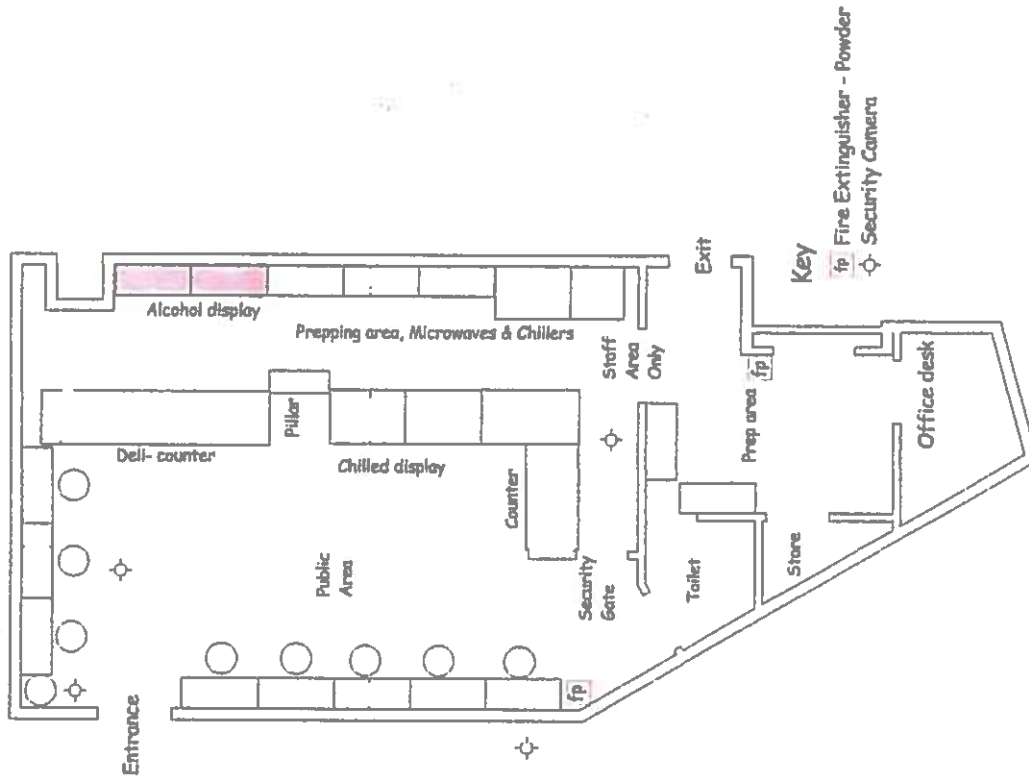 Alcohol display
Prepping area, Microwaves & Chillers
Pillar
Deli- counter
Chilled display
Counter
Public
Area
Entrance
Security
Gate
Staff
Area
Only
Exit
Toilet
Store
Prep area
fp
fp
Office desk
Key
fp Fire Extinguisher - Powder
Security Camera